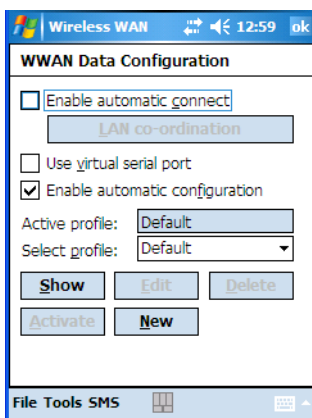 Wireless WAN 12:59 ok
WWAN Data Configuration
Enable automatic connect
LAN co-ordination
Use virtual serial port
Enable automatic configuration
Active profile: Default
Select profile: Default
Show Edit Delete
Activate New
File Tools SMS